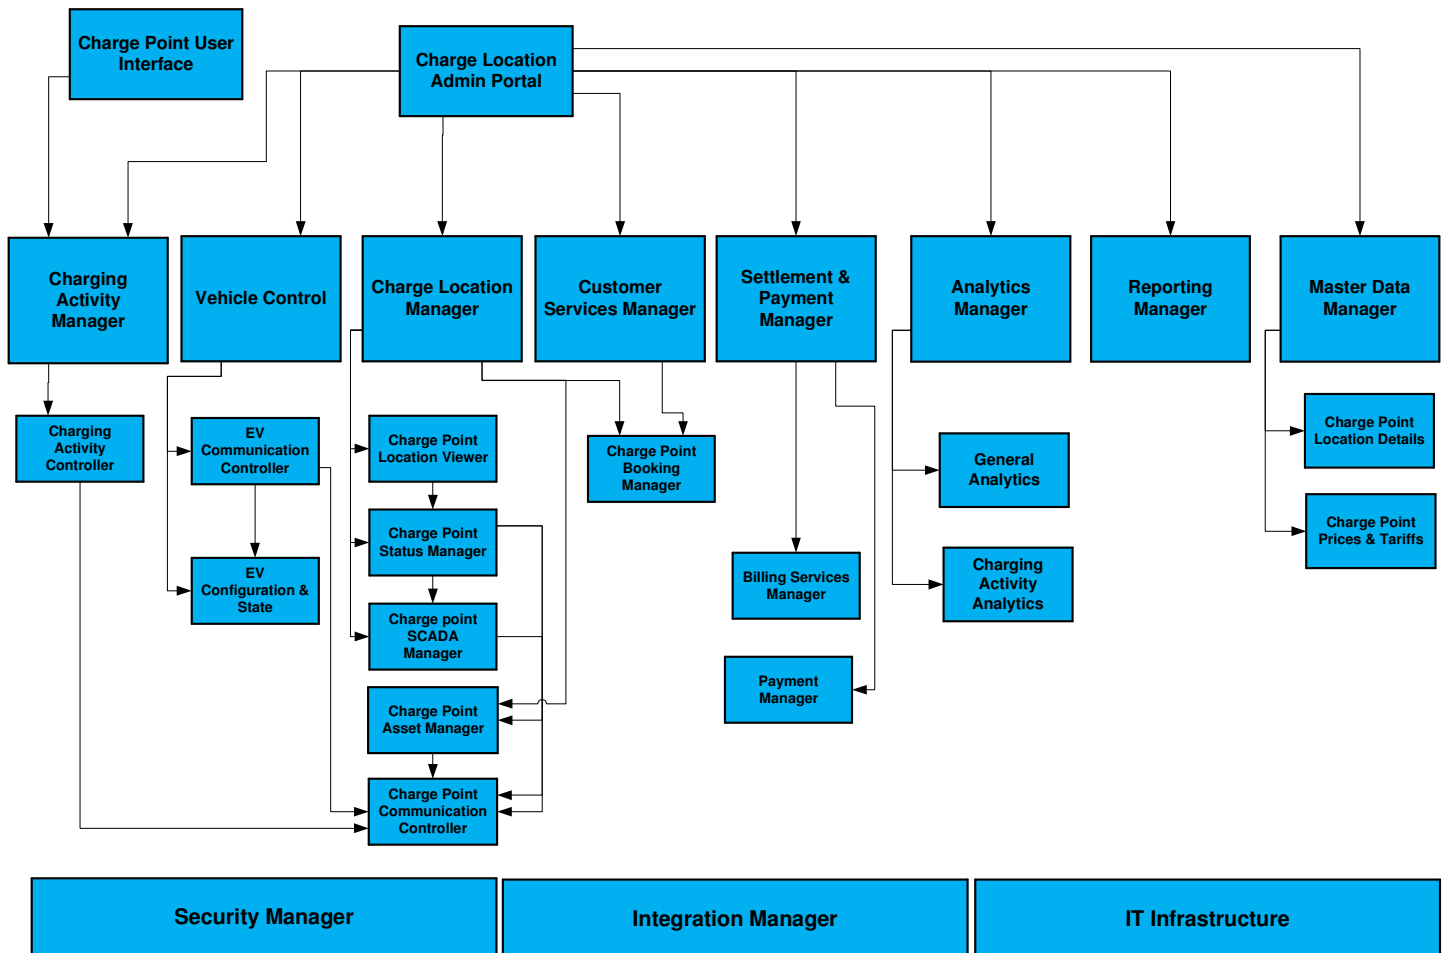 Charge Point User
Interface
Charge Location
Admin Portal
Charging
Activity
Manager
Vehicle Control
Charge Location
Manager
Customer
Services Manager
Settlement &
Payment
Manager
Analytics
Manager
Reporting
Manager
Master Data
Manager
Charging
Activity
Controller
EV
Communication
Controller
EV
Configuration &
State
Charge Point
Location Viewer
Charge Point
Status Manager
Charge point
SCADA
Manager
Charge Point
Asset Manager
Charge Point
Communication
Controller
Charge Point
Booking
Manager
Billing Services
Manager
Payment
Manager
General
Analytics
Charging
Activity
Analytics
Charge Point
Location Details
Charge Point
Prices & Tariffs
Security Manager
Integration Manager
IT Infrastructure